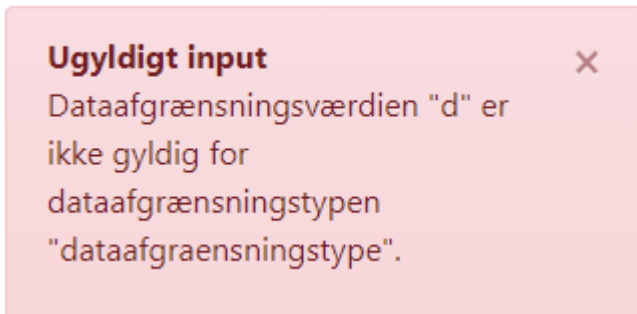 Ugyldigt input
Dataafgrænsningsværdien "d" er
ikke gyldig for
dataafgrænsningstypen
"dataafgraensningstype".